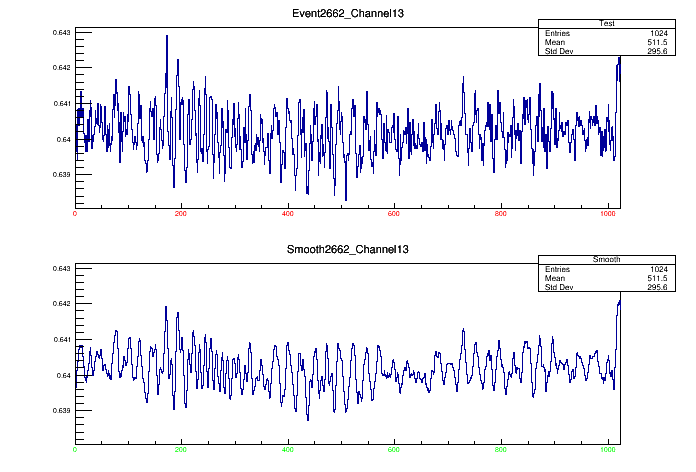 Event2662_Channel13
Test
Entries 1024
Mean 511.5
Std Dev 295.6
0.643
0.642
0.641
0.64
0.639
0 200 400 600 800 1000
Smooth2662_Channel13
Smooth
Entries 1024
Mean 511.5
Std Dev 295.6
0.643
0.642
0.641
0.64
0.639
0 200 400 600 800 1000